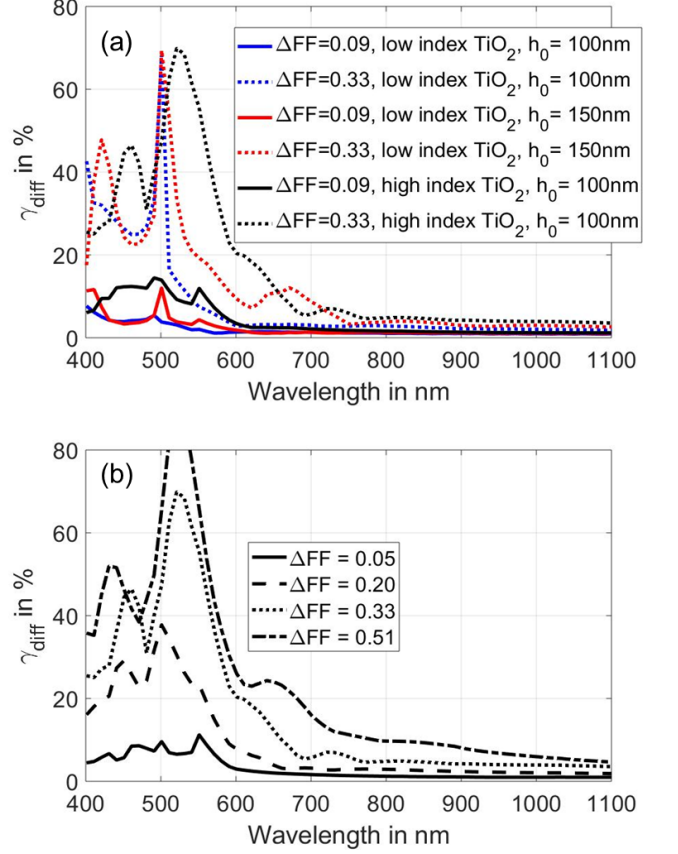 80
(a)
ΔFF=0.09, low index TiO2, h0= 100nm
ΔFF=0.33, low index TiO2, h0= 100nm
60
ΔFF=0.09, low index TiO2, h0= 150nm
ΔFF=0.33, low index TiO2, h0= 150nm
40
ΔFF=0.09, high index TiO2, h0= 100nm
ΔFF=0.33, high index TiO2, h0= 100nm
γdiff in %
20
0
400 500 600 700 800 900 1000 1100
Wavelength in nm
80
(b)
60
ΔFF = 0.05
ΔFF = 0.20
ΔFF = 0.33
ΔFF = 0.51
40
γdiff in %
20
0
400 500 600 700 800 900 1000 1100
Wavelength in nm